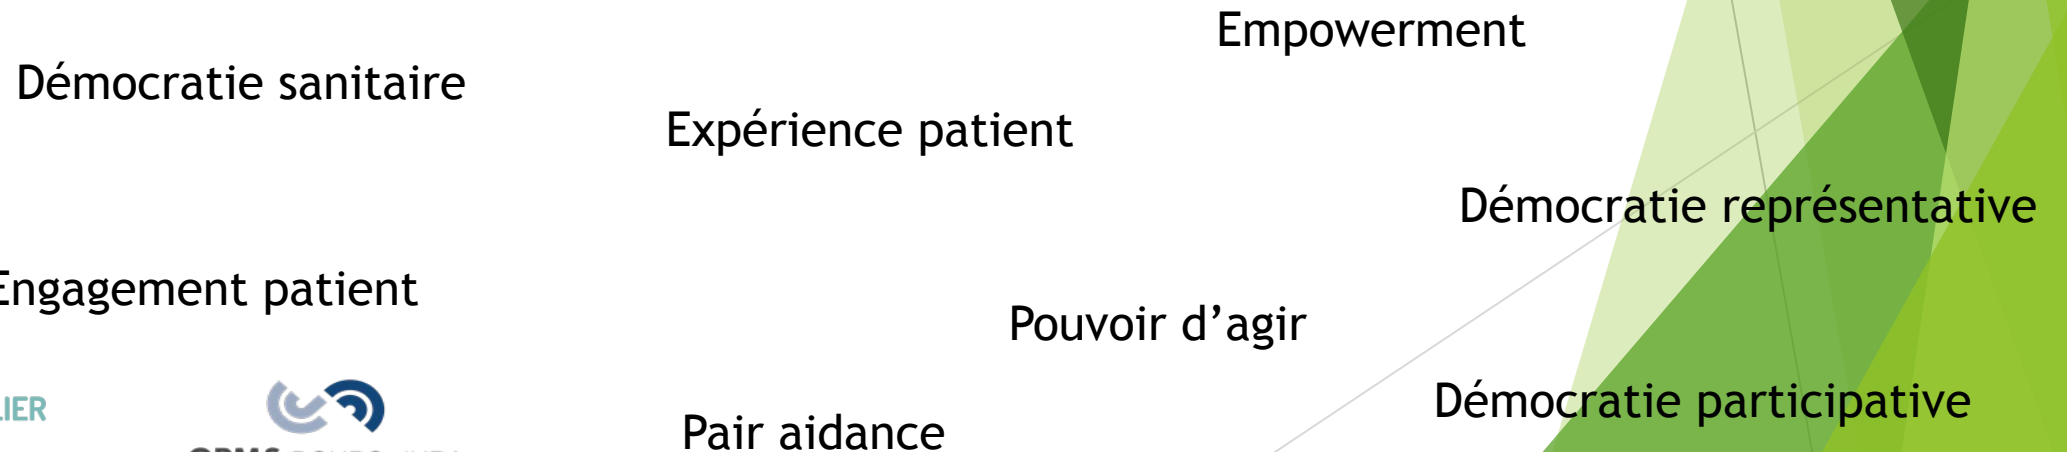 Empowerment
Démocratie sanitaire
Expérience patient
Démocratie représentative
Engagement patient
Pouvoir d’agir
Démocratie participative
Pair aidance